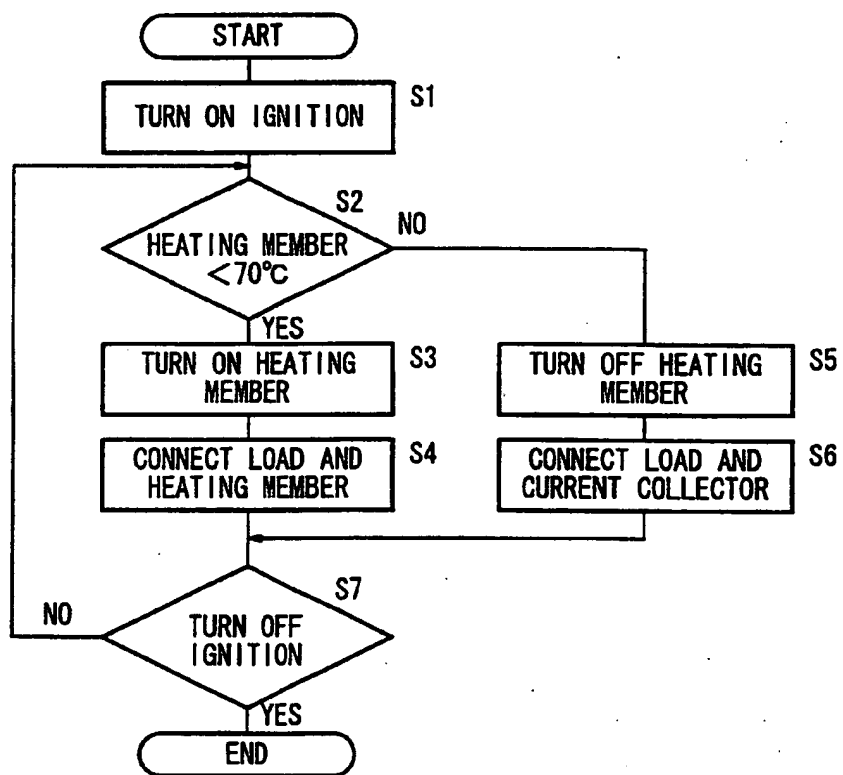 START
TURN ON IGNITION
S1
S2
HEATING MEMBER
<70°C
NO
YES
TURN ON HEATING
MEMBER
S3
TURN OFF HEATING
MEMBER
S5
CONNECT LOAD AND
HEATING MEMBER
S4
CONNECT LOAD AND
CURRENT COLLECTOR
S6
S7
NO
TURN OFF
IGNITION
YES
END